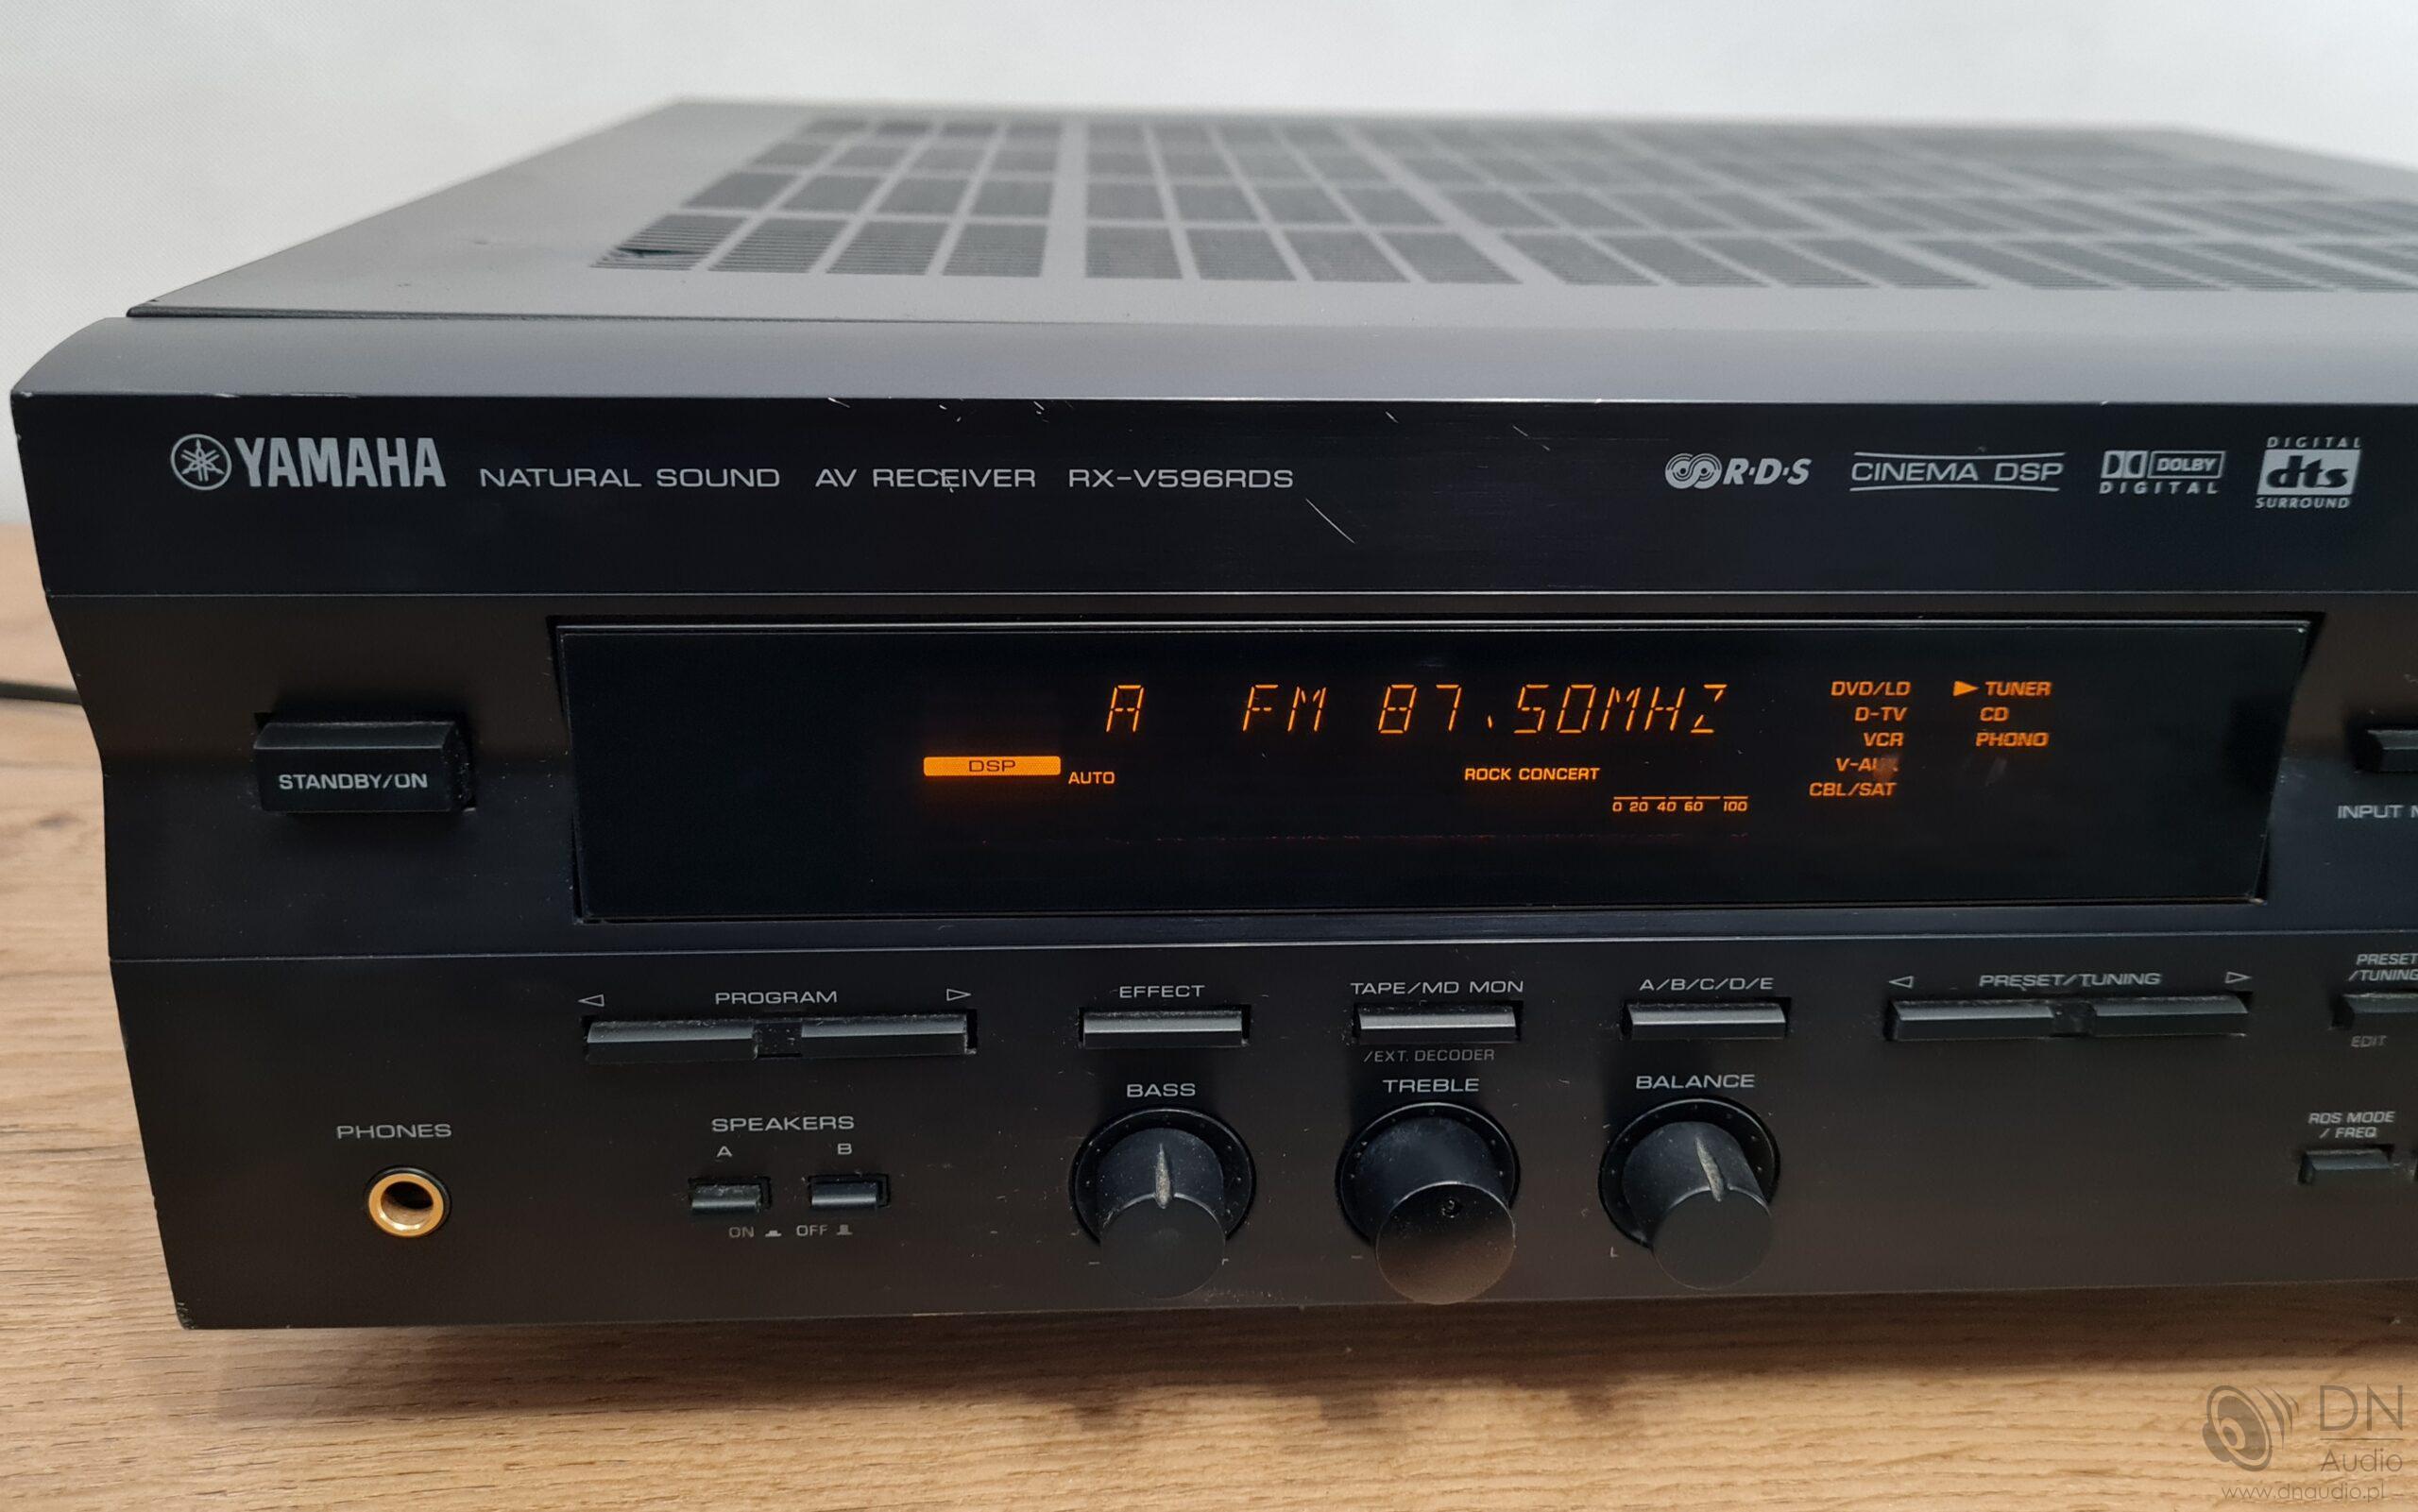 YAMAHA NATURAL SOUND AV RECEIVER RX-V596RDS
R·D·S CINEMA DSP
DOLBY
DIGITAL
DIGITAL
dts
SURROUND
STANDBY/ON
A FM 87.50MHZ
DSP AUTO
ROCK CONCERT
0 20 40 60 100
DVD/LD
D-TV
VCR
V-AUX
CBL/SAT
TUNER
CD
PHONO
INPUT
PROGRAM
EFFECT
TAPE/MD MON
/EXT. DECODER
A/B/C/D/E
PRESET/TUNING
PRESET
/TUNING
EDIT
PHONES
SPEAKERS
A B
ON OFF
BASS
TREBLE
BALANCE
L
RDS MODE
/ FREQ
DN
Audio
www.dnaudio.pl